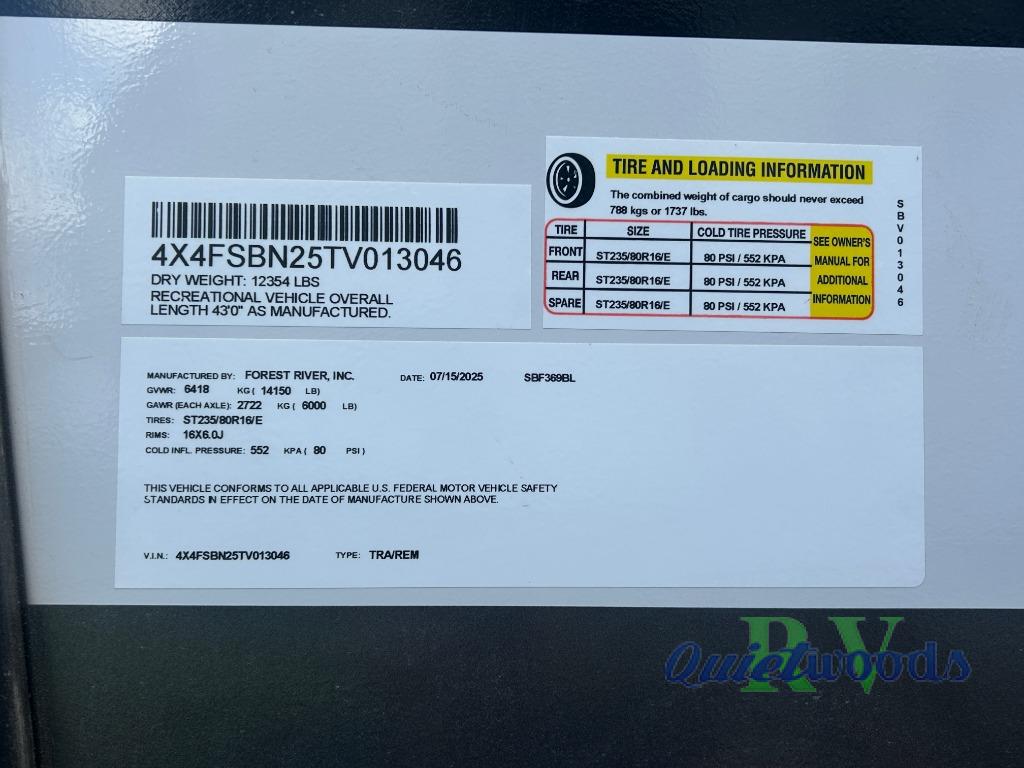 4X4FSBN25TV013046
DRY WEIGHT: 12354 LBS
RECREATIONAL VEHICLE OVERALL
LENGTH 43'0" AS MANUFACTURED.
TIRE AND LOADING INFORMATION
The combined weight of cargo should never exceed
788 kgs or 1737 lbs.
TIRE SIZE COLD TIRE PRESSURE
FRONT ST235/80R16/E 80 PSI / 552 KPA
REAR ST235/80R16/E 80 PSI / 552 KPA
SPARE ST235/80R16/E 80 PSI / 552 KPA
SEE OWNER'S
MANUAL FOR
ADDITIONAL
INFORMATION
SBV013046
MANUFACTURED BY: FOREST RIVER, INC. DATE: 07/15/2025 SBF369BL
GVWR: 6418 KG ( 14150 LB)
GAWR (EACH AXLE): 2722 KG ( 6000 LB)
TIRES: ST235/80R16/E
RIMS: 16X6.0J
COLD INFL. PRESSURE: 552 KPA ( 80 PSI )
THIS VEHICLE CONFORMS TO ALL APPLICABLE U.S. FEDERAL MOTOR VEHICLE SAFETY
STANDARDS IN EFFECT ON THE DATE OF MANUFACTURE SHOWN ABOVE.
V.I.N.: 4X4FSBN25TV013046 TYPE: TRA/REM
Quietwoods RV